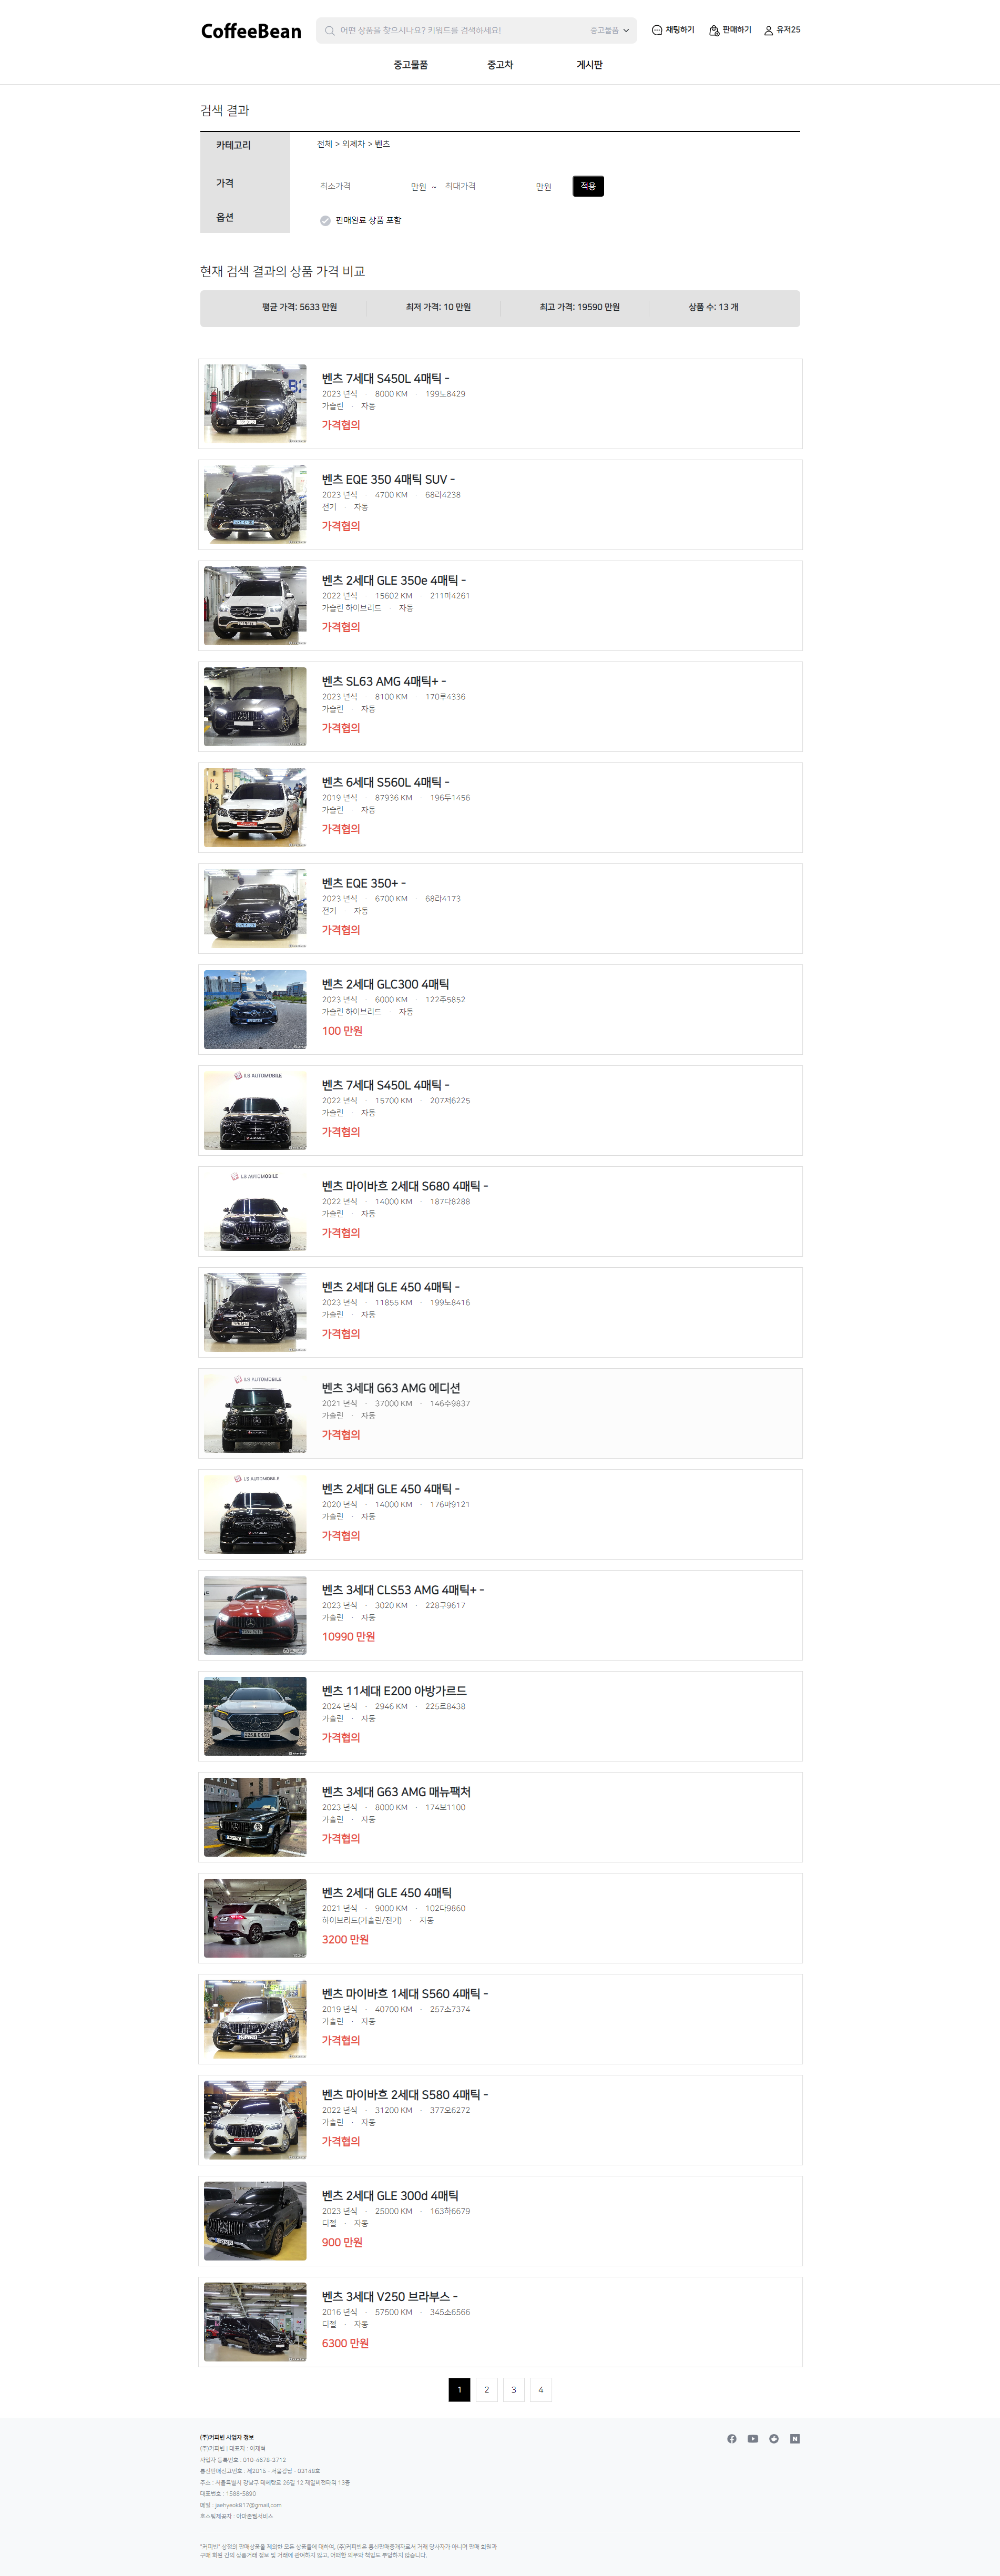 CoffeeBean
어떤 상품을 찾으시나요? 키워드를 검색하세요!
중고물품
채팅하기
판매하기
유저25
중고물품
중고차
게시판
검색 결과
카테고리
전체 > 외제차 > 벤츠
가격
최소가격
만원 ~
최대가격
만원
적용
옵션
판매완료 상품 포함
현재 검색 결과의 상품 가격 비교
평균 가격: 5633 만원
최저 가격: 10 만원
최고 가격: 19590 만원
상품 수: 13 개
벤츠 7세대 S450L 4매틱 -
2023 년식 · 8000 KM · 199노8429
가솔린 · 자동
가격협의
벤츠 EQE 350 4매틱 SUV -
2023 년식 · 4700 KM · 68라4238
전기 · 자동
가격협의
벤츠 2세대 GLE 350e 4매틱 -
2022 년식 · 15602 KM · 211마4261
가솔린 하이브리드 · 자동
가격협의
벤츠 SL63 AMG 4매틱+ -
2023 년식 · 8100 KM · 170루4336
가솔린 · 자동
가격협의
벤츠 6세대 S560L 4매틱 -
2019 년식 · 87936 KM · 196두1456
가솔린 · 자동
가격협의
벤츠 EQE 350+ -
2023 년식 · 6700 KM · 68라4173
전기 · 자동
가격협의
벤츠 2세대 GLC300 4매틱
2023 년식 · 6000 KM · 122주5852
가솔린 하이브리드 · 자동
100 만원
벤츠 7세대 S450L 4매틱 -
2022 년식 · 15700 KM · 207저6225
가솔린 · 자동
가격협의
벤츠 마이바흐 2세대 S680 4매틱 -
2022 년식 · 14000 KM · 187다8288
가솔린 · 자동
가격협의
벤츠 2세대 GLE 450 4매틱 -
2023 년식 · 11855 KM · 199노8416
가솔린 · 자동
가격협의
벤츠 3세대 G63 AMG 에디션
2021 년식 · 37000 KM · 146수9837
가솔린 · 자동
가격협의
벤츠 2세대 GLE 450 4매틱 -
2020 년식 · 14000 KM · 176마9121
가솔린 · 자동
가격협의
벤츠 3세대 CLS53 AMG 4매틱+ -
2023 년식 · 3020 KM · 228구9617
가솔린 · 자동
10990 만원
벤츠 11세대 E200 아방가르드
2024 년식 · 2946 KM · 225로8438
가솔린 · 자동
가격협의
벤츠 3세대 G63 AMG 매뉴팩처
2023 년식 · 8000 KM · 174보1100
가솔린 · 자동
가격협의
벤츠 2세대 GLE 450 4매틱
2021 년식 · 9000 KM · 102다9860
하이브리드(가솔린/전기) · 자동
3200 만원
벤츠 마이바흐 1세대 S560 4매틱 -
2019 년식 · 40700 KM · 257소7374
가솔린 · 자동
가격협의
벤츠 마이바흐 2세대 S580 4매틱 -
2022 년식 · 31200 KM · 377오6272
가솔린 · 자동
가격협의
벤츠 2세대 GLE 300d 4매틱
2023 년식 · 25000 KM · 163하6679
디젤 · 자동
900 만원
벤츠 3세대 V250 브라부스 -
2016 년식 · 57500 KM · 345소6566
디젤 · 자동
6300 만원
1 2 3 4
(주)커피빈 사업자 정보
(주)커피빈 | 대표자 : 이재혁
사업자 등록번호 : 010-4678-3712
통신판매신고번호 : 제2015 - 서울강남 - 03148호
주소 : 서울특별시 강남구 테헤란로 26길 12 제일비전타워 13층
대표번호 : 1588-5890
메일 : jaehyeok817@gmail.com
호스팅제공자 : 아마존웹서비스
"커피빈" 상점의 판매상품을 제외한 모든 상품들에 대하여, (주)커피빈은 통신판매중개자로서 거래 당사자가 아니며 판매 회원과
구매 회원 간의 상품거래 정보 및 거래에 관여하지 않고, 어떠한 의무와 책임도 부담하지 않습니다.